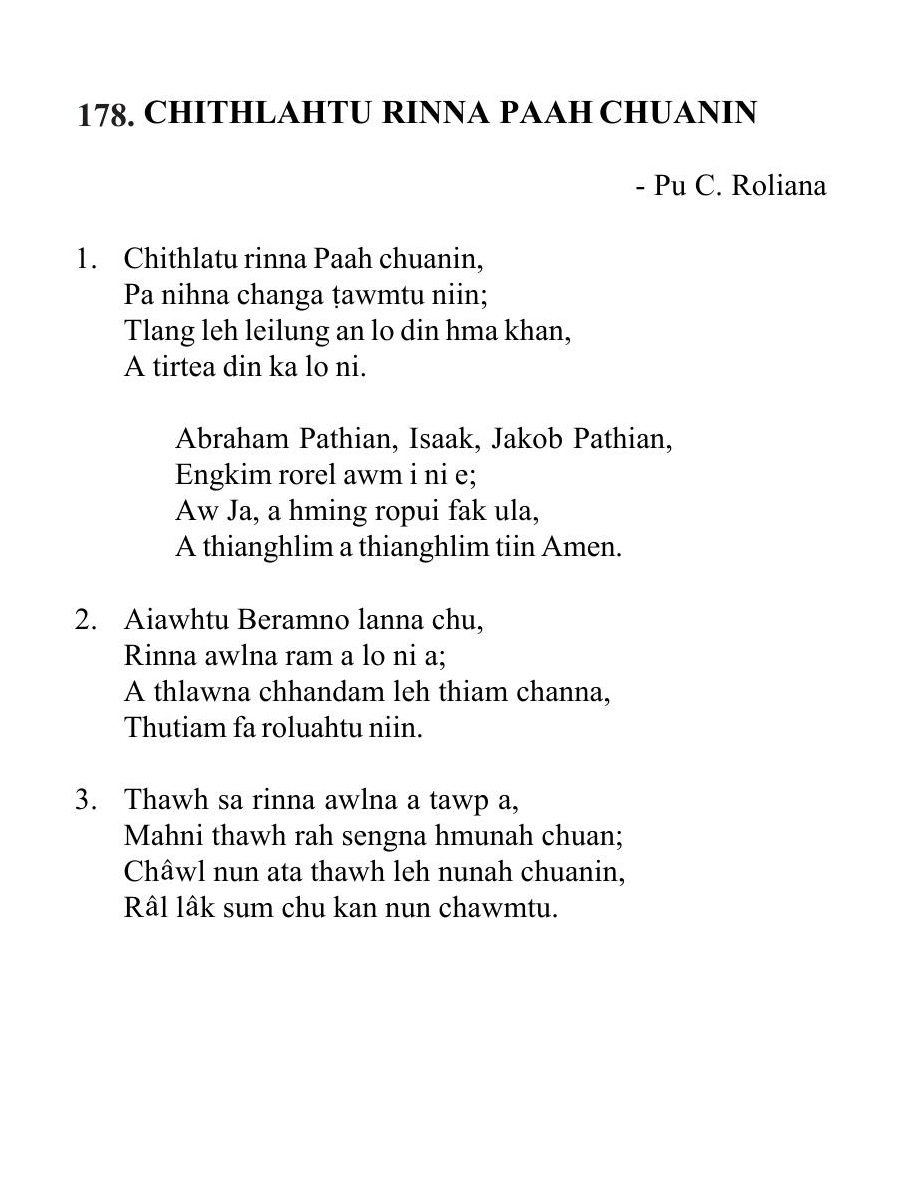 178. CHITHLAHTU RINNA PAAH CHUANIN
- Pu C. Roliana
1. Chithlatu rinna Paah chuanin,
Pa nihna changa ṭawmtu niin;
Tlang leh leilung an lo din hma khan,
A tirtea din ka lo ni.
Abraham Pathian, Isaak, Jakob Pathian,
Engkim rorel awm i ni e;
Aw Ja, a hming ropui fak ula,
A thianghlim a thianghlim tiin Amen.
2. Aiawhtu Beramno lanna chu,
Rinna awlna ram a lo ni a;
A thlawna chhandam leh thiam channa,
Thutiam fa roluahtu niin.
3. Thawh sa rinna awlna a tawp a,
Mahni thawh rah sengna hmunah chuan;
Châwl nun ata thawh leh nunah chuanin,
Râl lâk sum chu kan nun chawmtu.